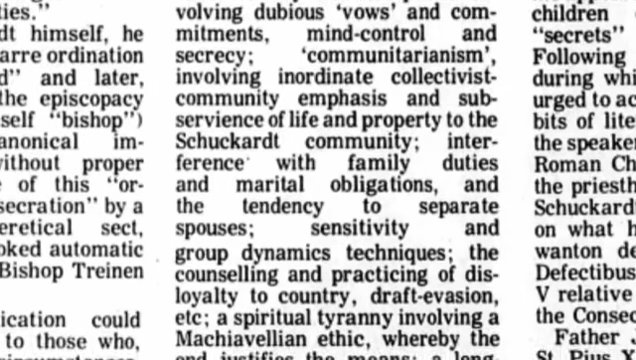 ties."
dt himself, he
arre ordination
d" and later,
the episcopacy
self "bishop")
anonical im-
ithout proper
e of this "or-
secration" by a
eretical sect,
oked automatic
Bishop Treinen
ication could
to those who,
volving dubious 'vows' and com-
mitments, mind-control and
secrecy; 'communitarianism',
involving inordinate collectivist-
community emphasis and sub-
servience of life and property to the
Schuckardt community; inter-
ference with family duties
and marital obligations, and
the tendency to separate
spouses; sensitivity and
group dynamics techniques; the
counselling and practicing of dis-
loyalty to country, draft-evasion,
etc; a spiritual tyranny involving a
Machiavellian ethic, whereby the
end justifies the means; a long
children
"secrets"
Following
during whi
urged to ac
bits of lite
the speaker
Roman Ch
the priesth
Schuckard
on what h
wanton de
Defectibus
V relative
the Consec
Father
St. Pius